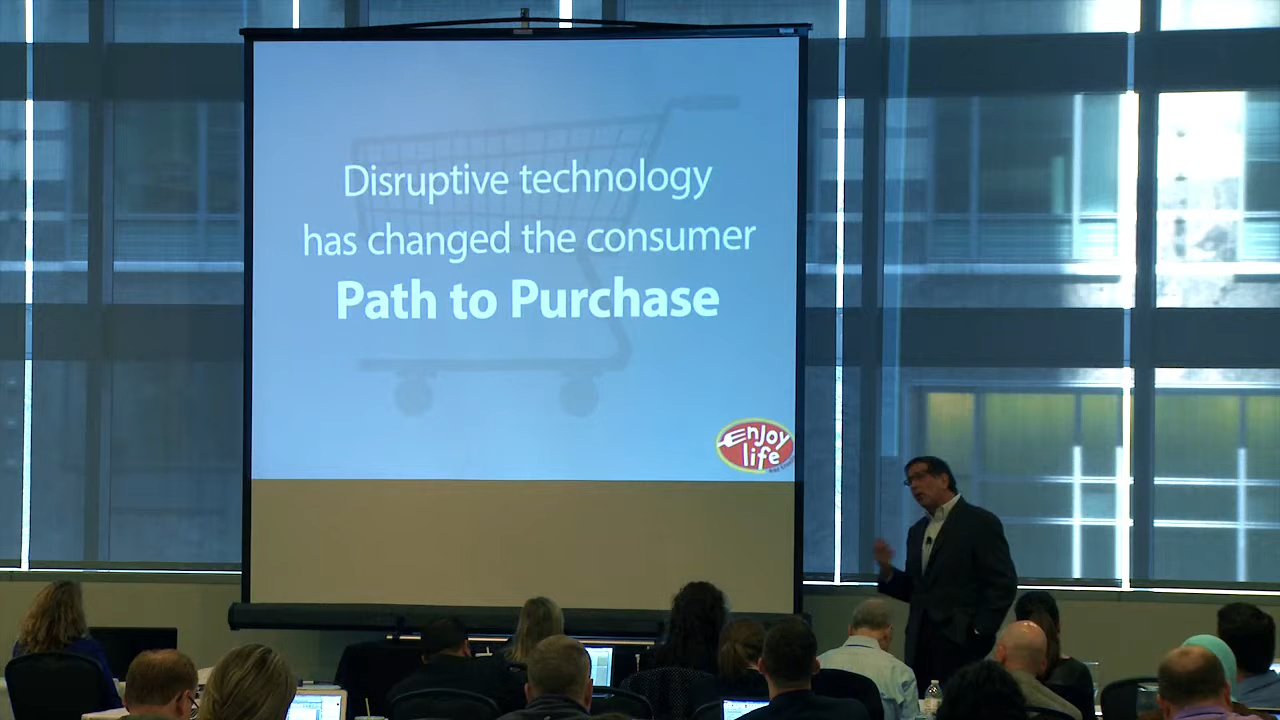 Disruptive technology
has changed the consumer
Path to Purchase
enjoy
life